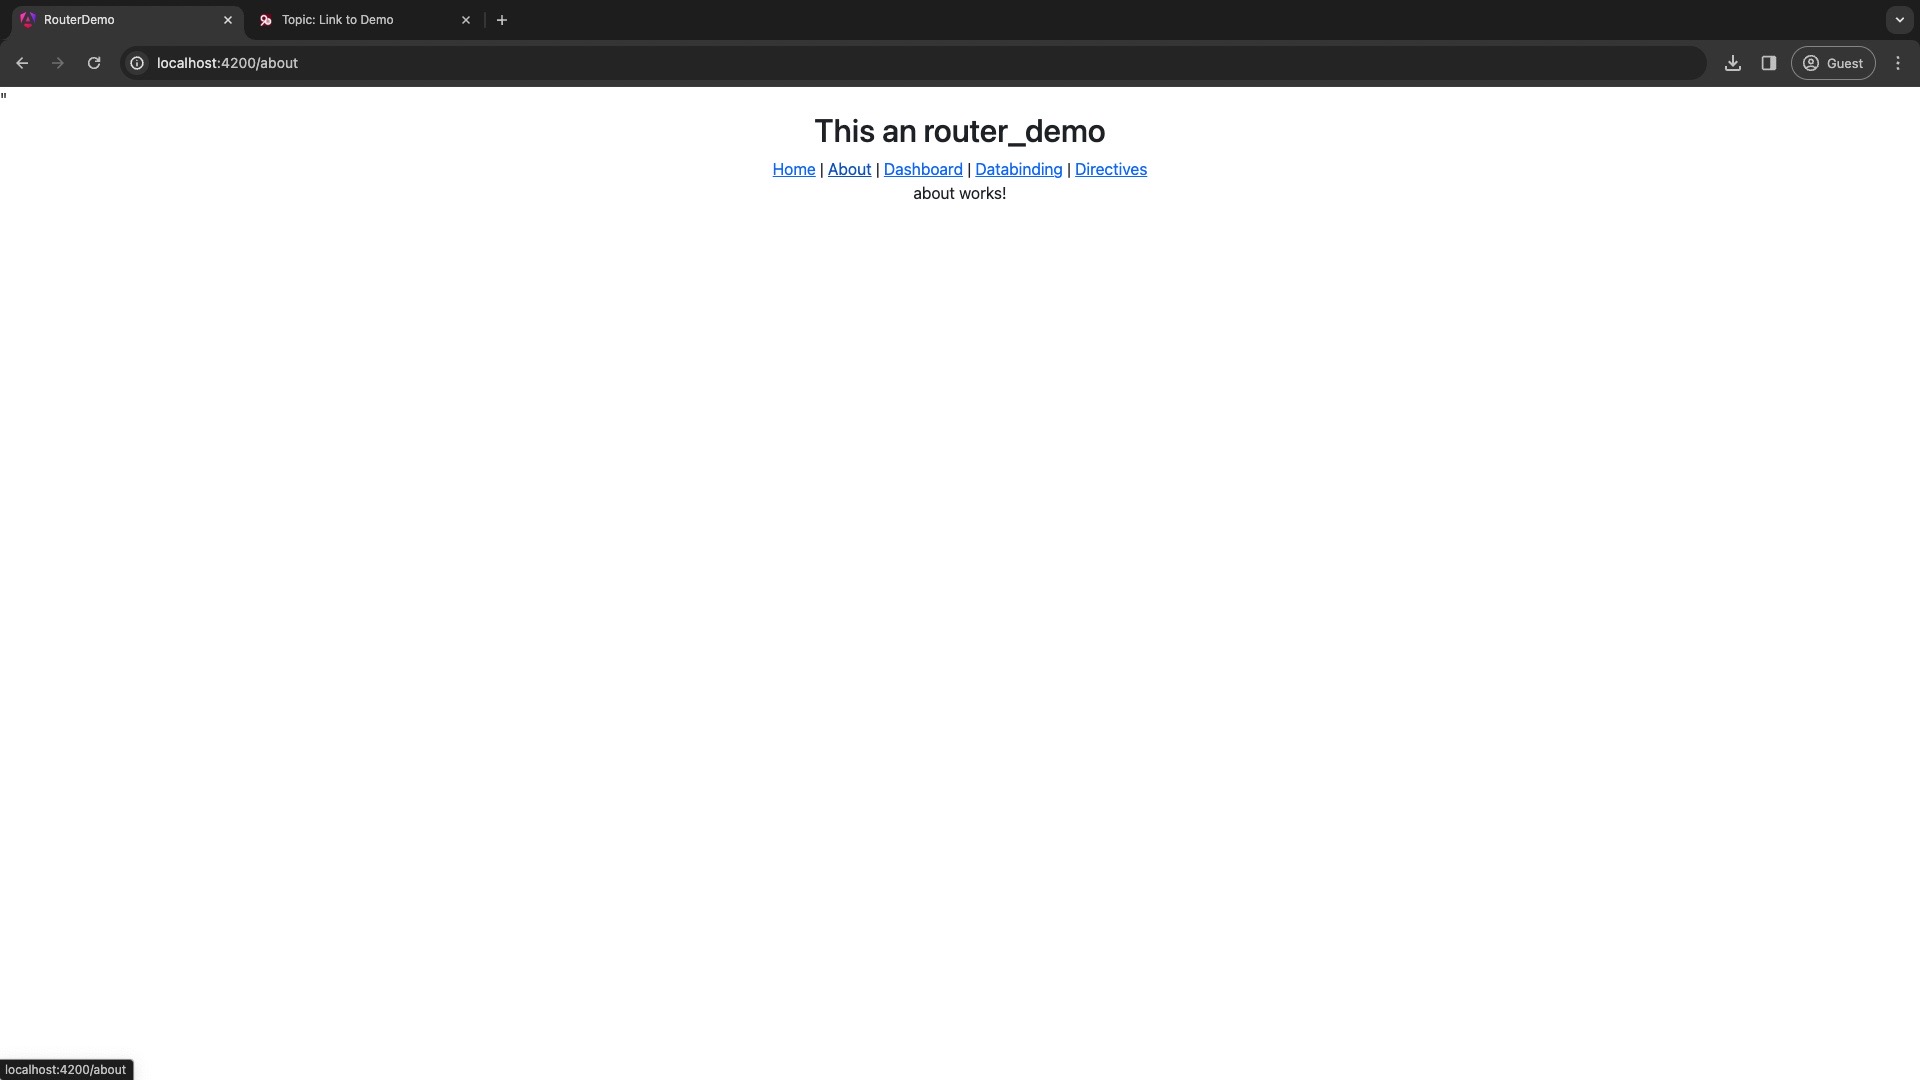 RouterDemo
Topic: Link to Demo
localhost:4200/about
Guest
"
This an router_demo
Home | About | Dashboard | Databinding | Directives
about works!
localhost:4200/about